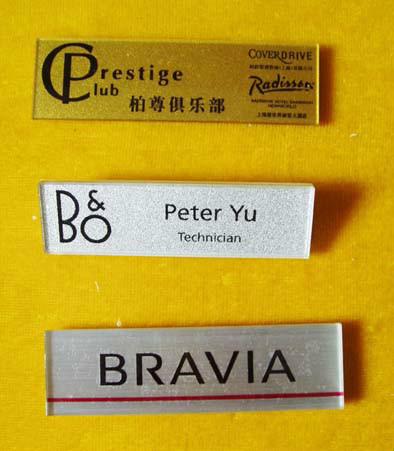 Prestige
Club
柏尊俱乐部
COVERDRIVE
Radisson
B&O
Peter Yu
Technician
BRAVIA